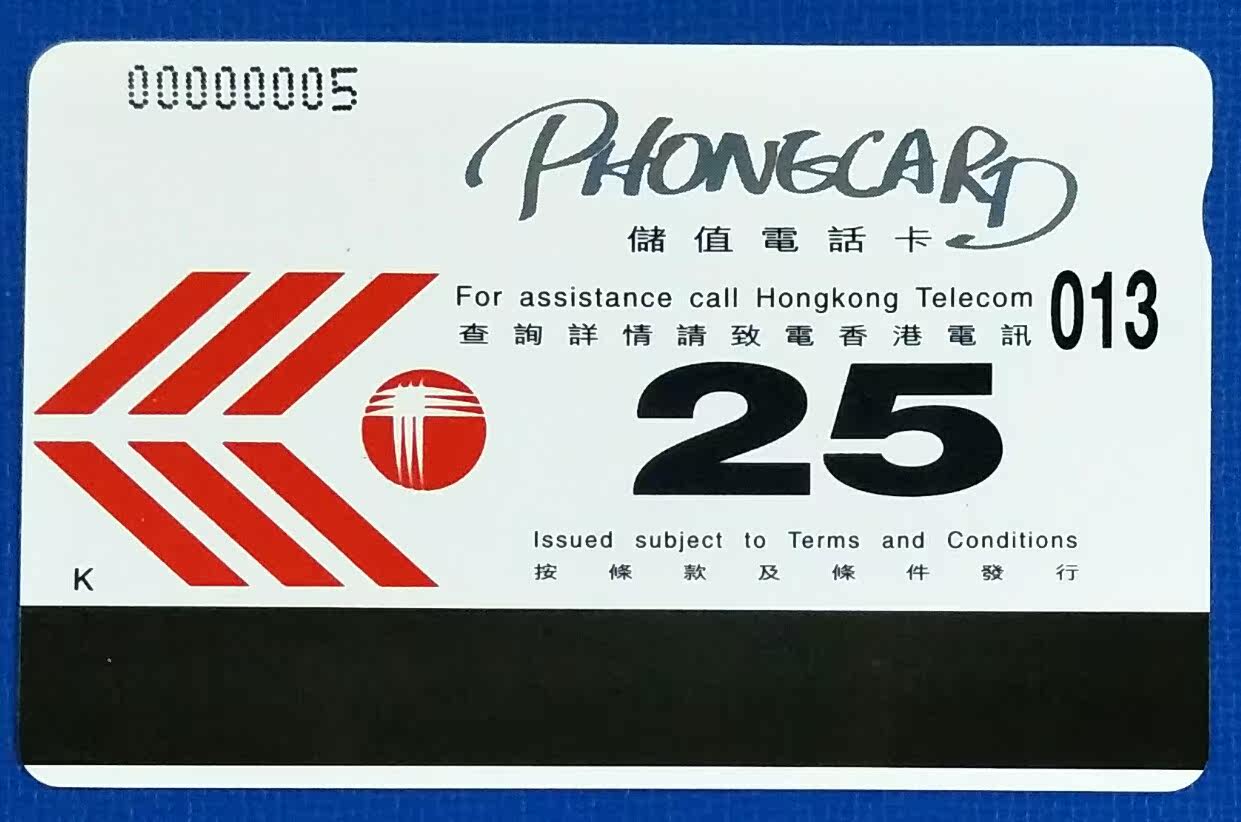 00000005
PHONECARD
儲值電話卡
For assistance call Hongkong Telecom 013
查詢詳情請致電香港電訊
25
Issued subject to Terms and Conditions
按條款及條件發行
K